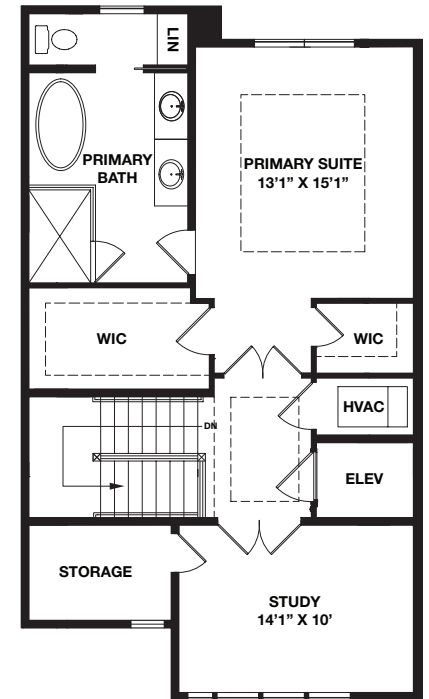 LIN
PRIMARY
BATH
PRIMARY SUITE
13'1” X 15'1”
WIC
WIC
HVAC
DN
ELEV
STORAGE
STUDY
14'1” X 10'